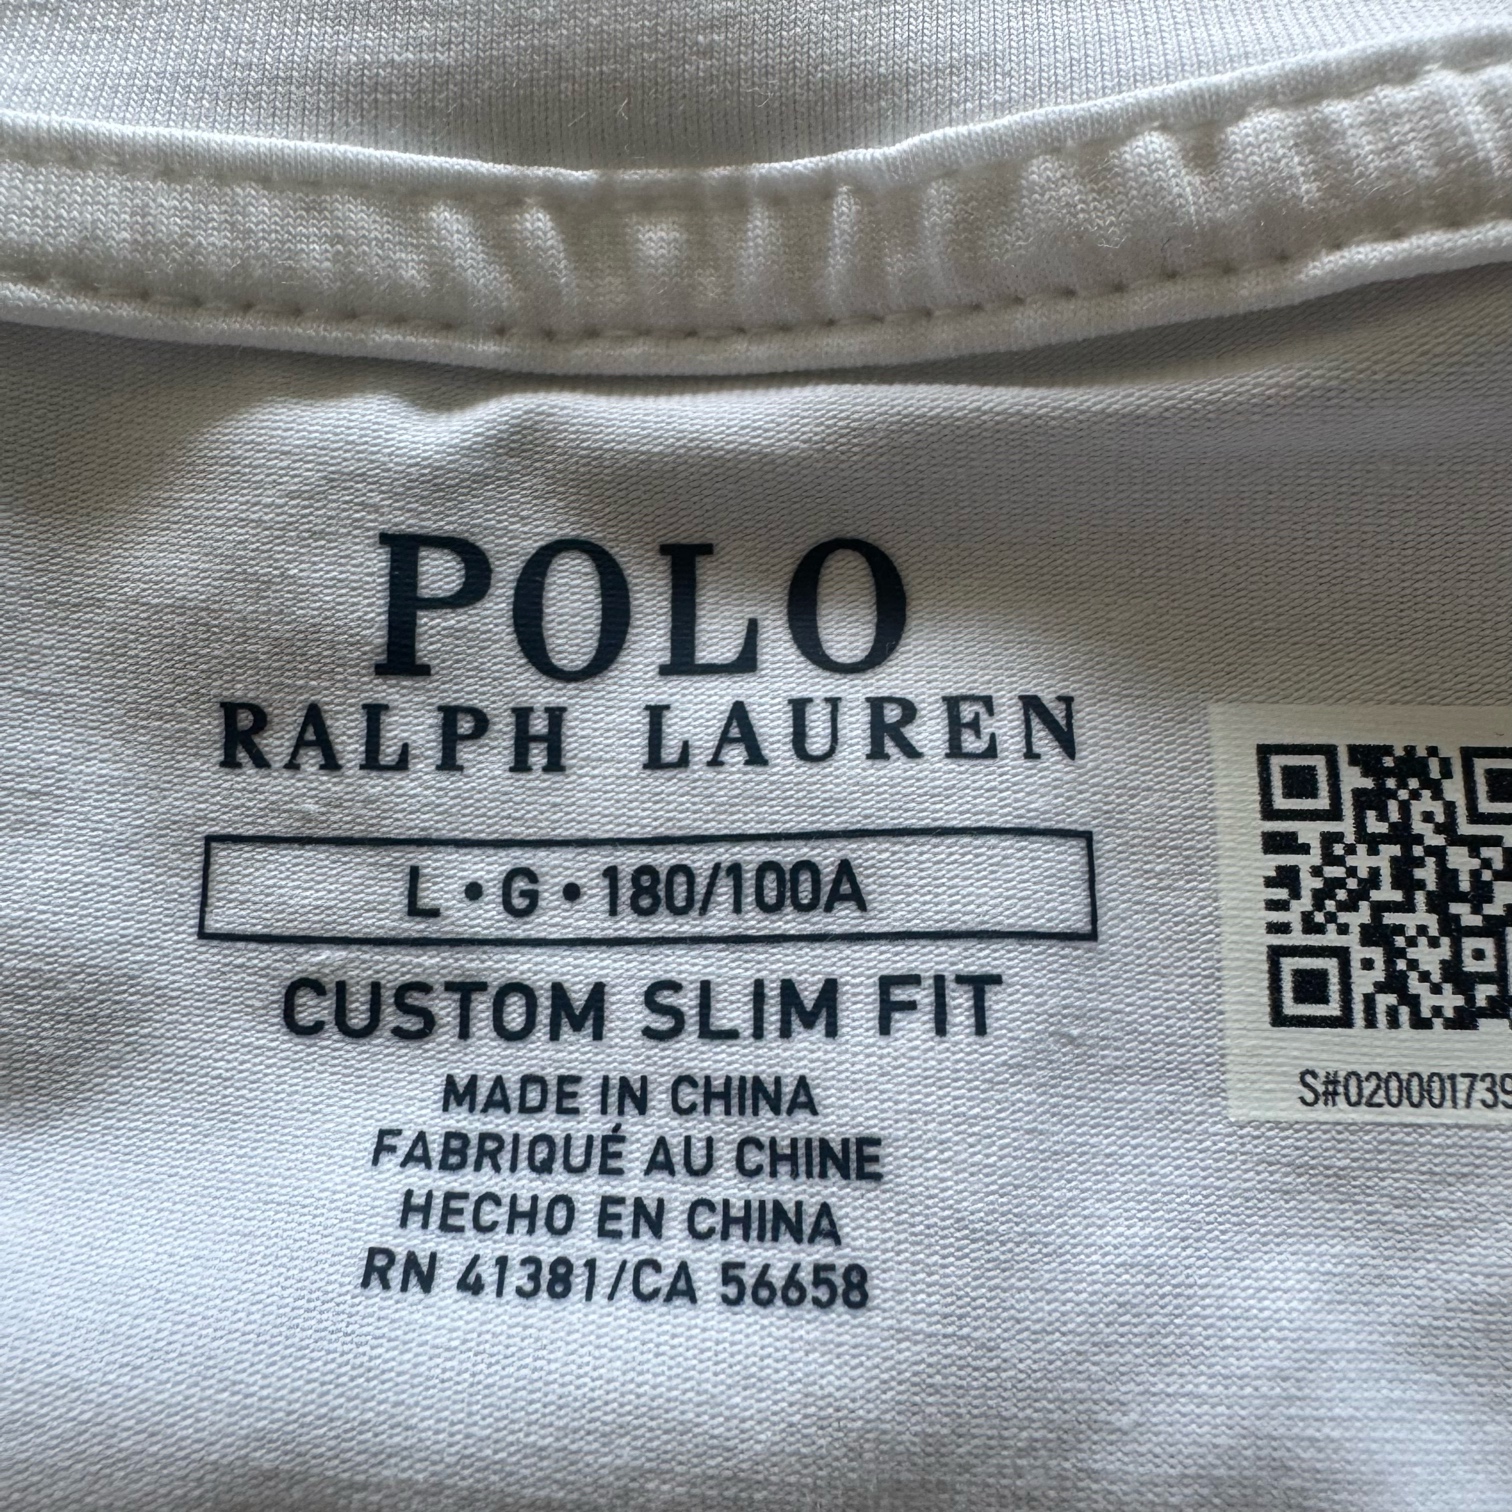 POLO
RALPH LAUREN
L•G•180/100A
CUSTOM SLIM FIT
MADE IN CHINA
FABRIQUÉ AU CHINE
HECHO EN CHINA
RN 41381/CA 56658
S#020001739